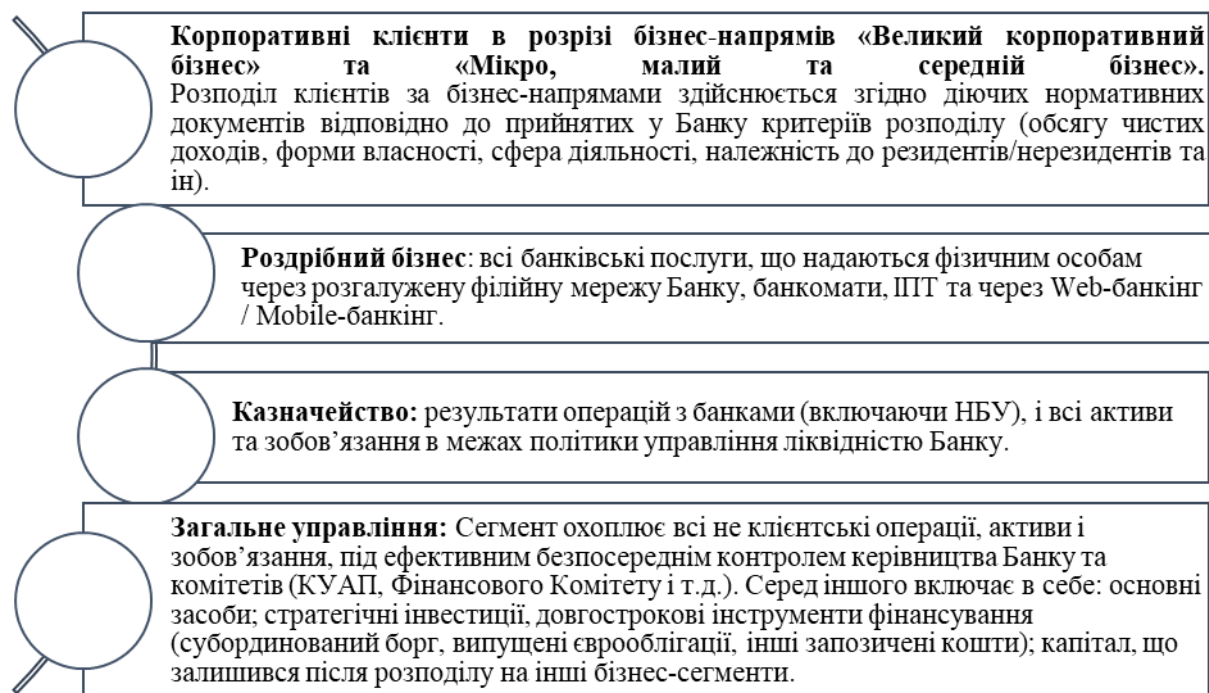 Корпоративні клієнти в розрізі бізнес-напрямів «Великий корпоративний
бізнес» та «Мікро, малий та середній бізнес».
Розподіл клієнтів за бізнес-напрямами здійснюється згідно діючих нормативних
документів відповідно до прийнятих у Банку критеріїв розподілу (обсягу чистих
доходів, форми власності, сфера діяльності, належність до резидентів/нерезидентів та
ін).
Роздрібний бізнес: всі банківські послуги, що надаються фізичним особам
через розгалужену філійну мережу Банку, банкомати, ІПТ та через Web-банкінг
/ Mobile-банкінг.
Казначейство: результати операцій з банками (включаючи НБУ), і всі активи
та зобов’язання в межах політики управління ліквідністю Банку.
Загальне управління: Сегмент охоплює всі не клієнтські операції, активи і
зобов’язання, під ефективним безпосереднім контролем керівництва Банку та
комітетів (КУАП, Фінансового Комітету і т.д.). Серед іншого включає в себе: основні
засоби; стратегічні інвестиції, довгострокові інструменти фінансування
(субординований борг, випущені єврооблігації, інші запозичені кошти); капітал, що
залишився після розподілу на інші бізнес-сегменти.